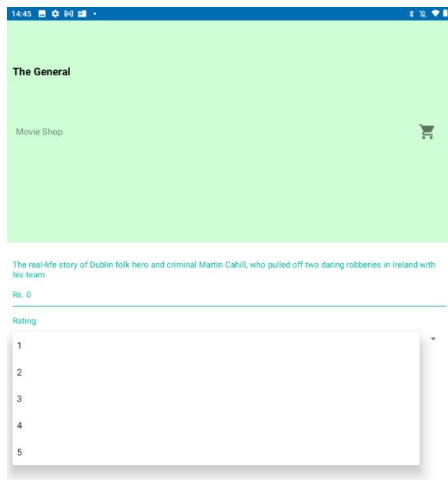 14:45
The General
Movie Shop
The real-life story of Dublin folk hero and criminal Martin Cahill, who pulled off two daring robberies in Ireland with
his team
Rs. 0
Rating
1
2
3
4
5